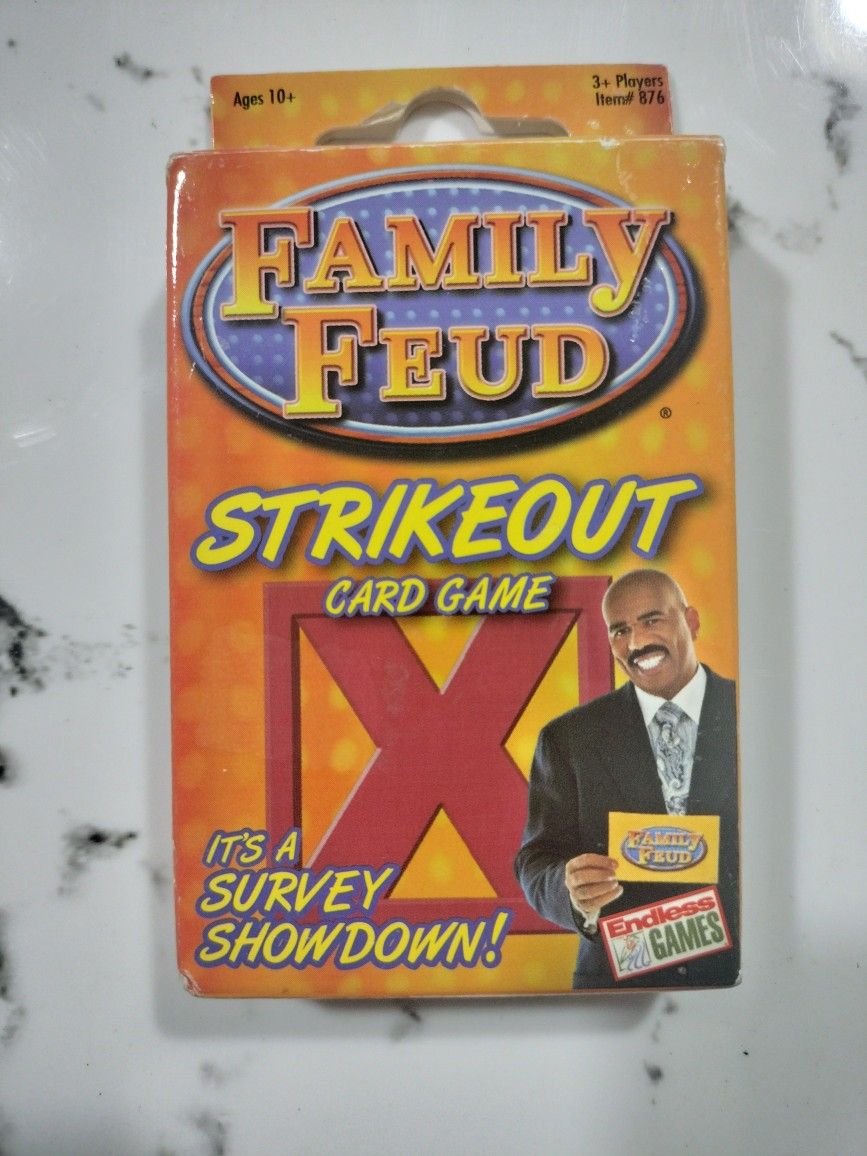 Ages 10+
3+ Players
Item# 876
FAMILY
FEUD
®
STRIKEOUT
CARD GAME
X
IT'S A
SURVEY
SHOWDOWN!
FAMILY
FEUD
Endless
GAMES